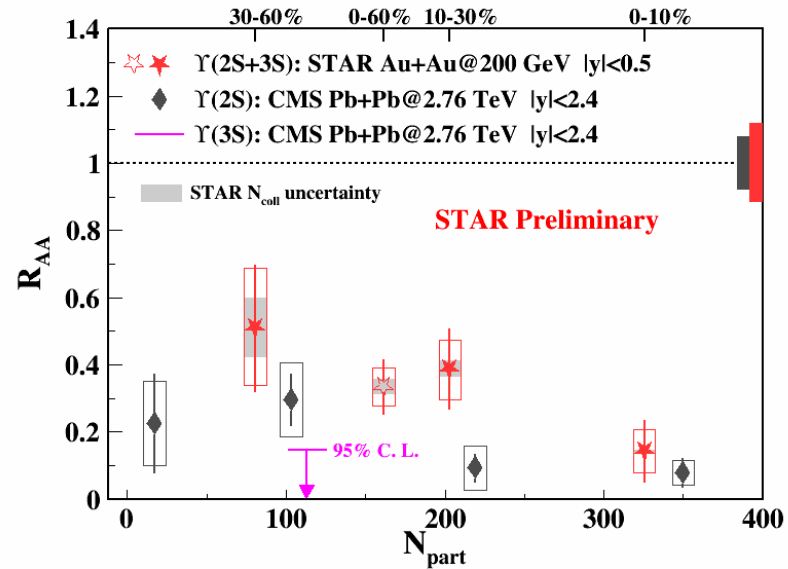 30-60% 0-60% 10-30% 0-10%
1.4
ϒ(2S+3S): STAR Au+Au@200 GeV |y|<0.5
1.2
ϒ(2S): CMS Pb+Pb@2.76 TeV |y|<2.4
ϒ(3S): CMS Pb+Pb@2.76 TeV |y|<2.4
1
STAR N_coll uncertainty
0.8
STAR Preliminary
R_AA
0.6
0.4
0.2
95% C. L.
0
0 100 200 300 400
N_part